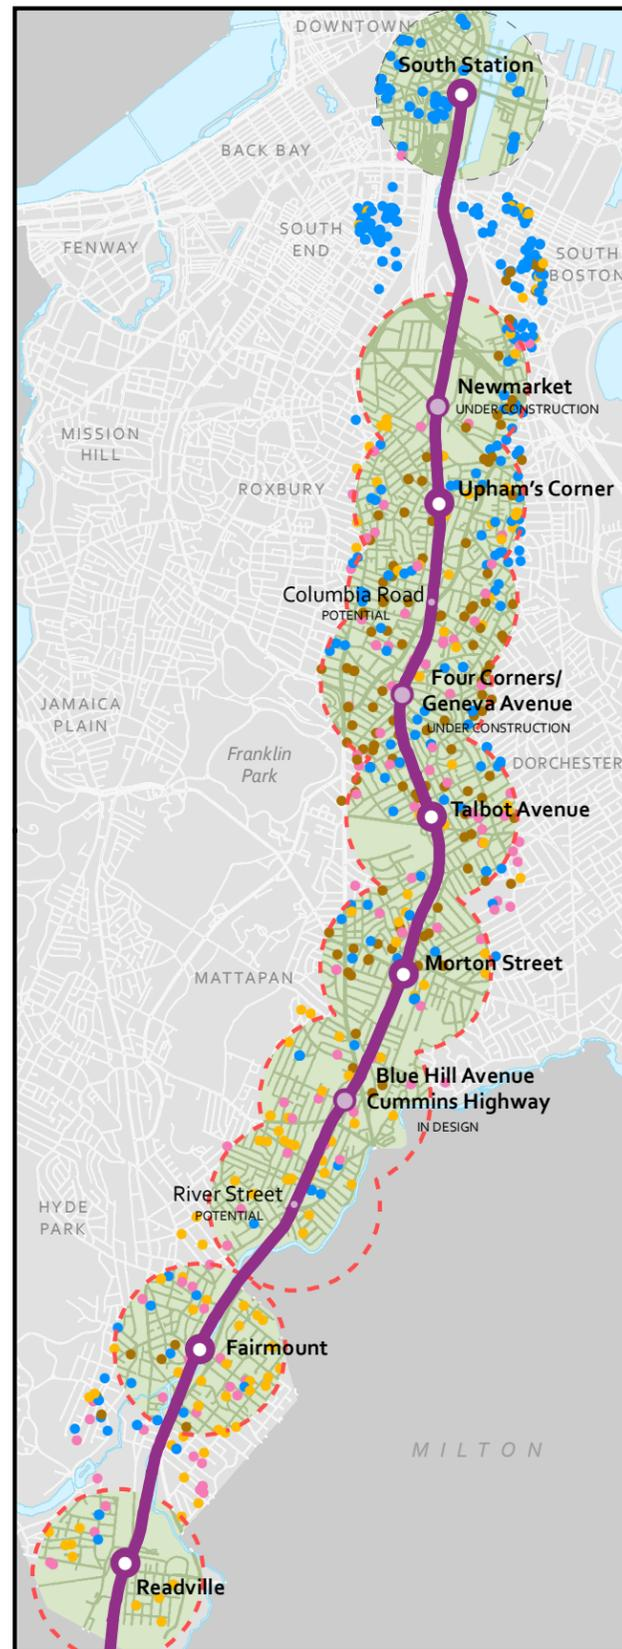 DOWNTOWN
South Station
BACK BAY
SOUTH
END
FENWAY
SOUTH
BOSTON
Newmarket
UNDER CONSTRUCTION
MISSION
HILL
ROXBURY
Upham's Corner
Columbia Road
POTENTIAL
Four Corners/
Geneva Avenue
UNDER CONSTRUCTION
JAMAICA
PLAIN
Franklin
Park
DORCHESTER
Talbot Avenue
Morton Street
MATTAPAN
Blue Hill Avenue
Cummins Highway
IN DESIGN
River Street
POTENTIAL
HYDE
PARK
Fairmount
MILTON
Readville